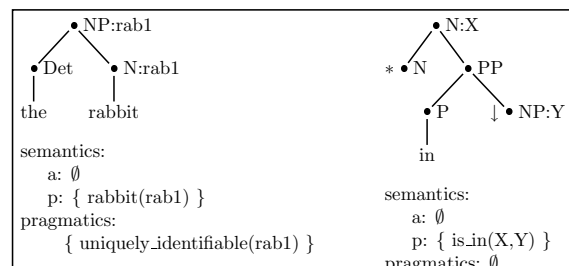 NP:rab1
Det
N:rab1
the
rabbit
semantics:
a: ∅
p: { rabbit(rab1) }
pragmatics:
{ uniquely_identifiable(rab1) }
N:X
* N
PP
P
↓ NP:Y
in
semantics:
a: ∅
p: { is_in(X,Y) }
pragmatics: ∅